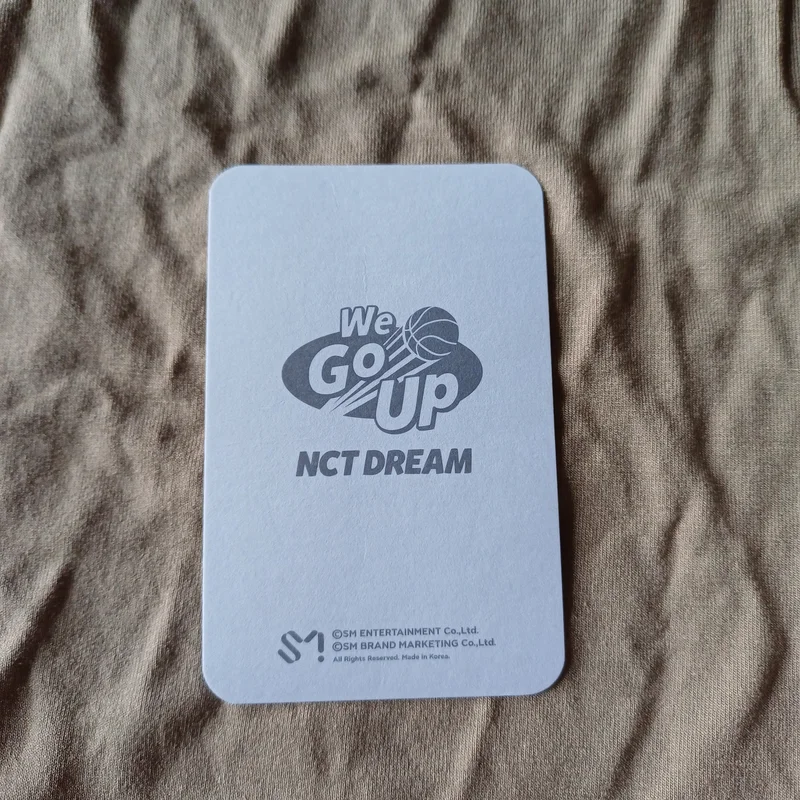 We
Go
Up
NCT DREAM
SM
©SM ENTERTAINMENT Co.,Ltd.
©SM BRAND MARKETING Co.,Ltd.
All Rights Reserved. Made in Korea.